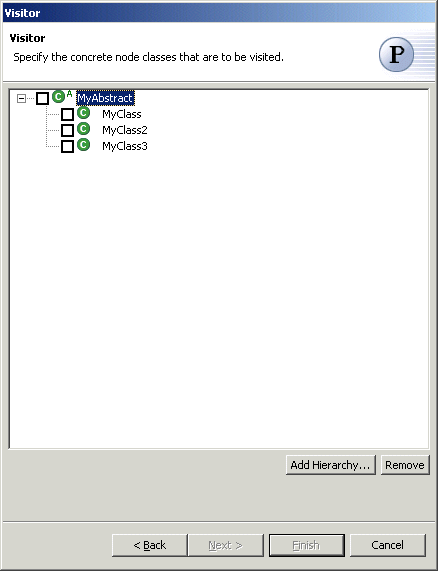 Visitor
Visitor
Specify the concrete node classes that are to be visited.
P
C A MyAbstract
C MyClass
C MyClass2
C MyClass3
Add Hierarchy... Remove
< Back Next > Finish Cancel